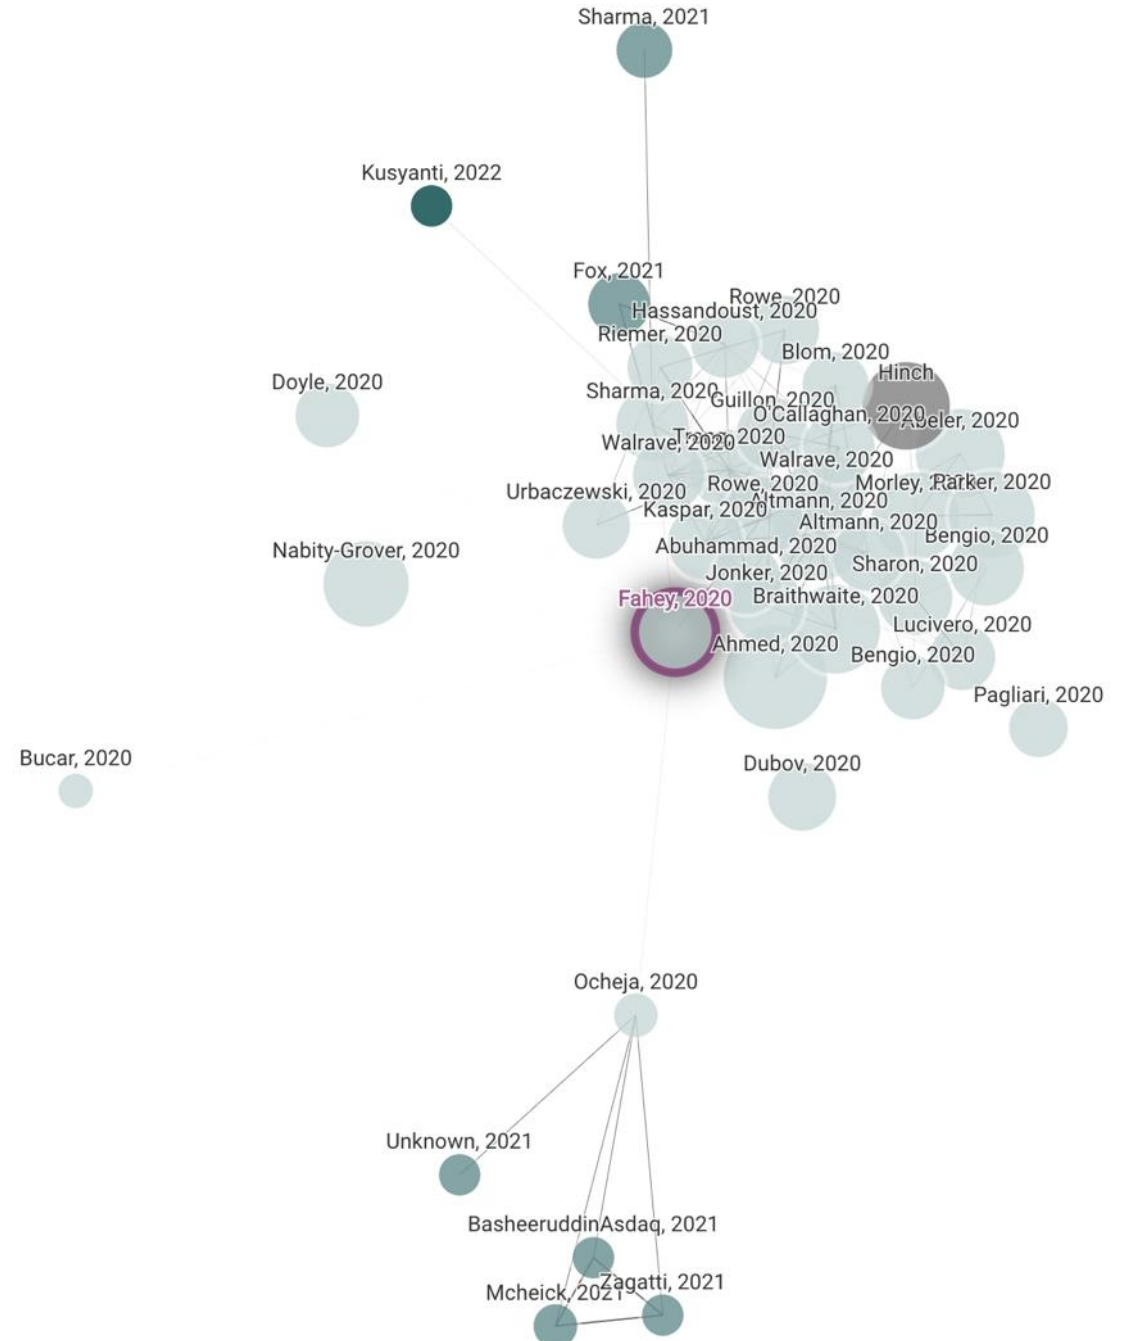 Sharma, 2021
Kusyanti, 2022
Fox, 2021
Rowe, 2020
Hassandoust, 2020
Riemer, 2020
Blom, 2020
Hinch
Doyle, 2020
Sharma, 2020
Guillon, 2020
O'Callaghan, 2020
Abeler, 2020
2020
Walrave, 2020
Walrave, 2020
Rowe, 2020
Morley,
Parker, 2020
Urbaczewski, 2020
Altmann, 2020
Kaspar, 2020
Altmann, 2020
Bengio, 2020
Abuhammad, 2020
Nabity-Grover, 2020
Sharon, 2020
Jonker, 2020
Braithwaite, 2020
Fahey, 2020
Lucivero, 2020
Ahmed, 2020
Bengio, 2020
Pagliari, 2020
Bucar, 2020
Dubov, 2020
Ocheja, 2020
Unknown, 2021
BasheeruddinAsdaq, 2021
Zagatti, 2021
Mcheick, 2021